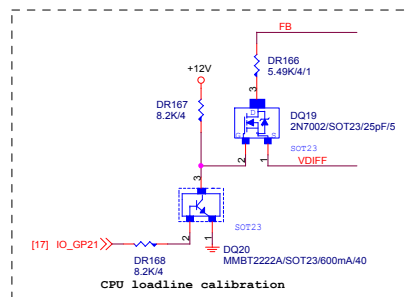 FB
DR166
5.49K/4/1
+12V
3
D
DR167
8.2K/4
DQ19
2N7002/SOT23/25pF/5
G
S
2
1
SOT23
VDIFF
3
SOT23
[17] IO_GP21
2
1
DR168
8.2K/4
DQ20
MMBT2222A/SOT23/600mA/40
CPU loadline calibration